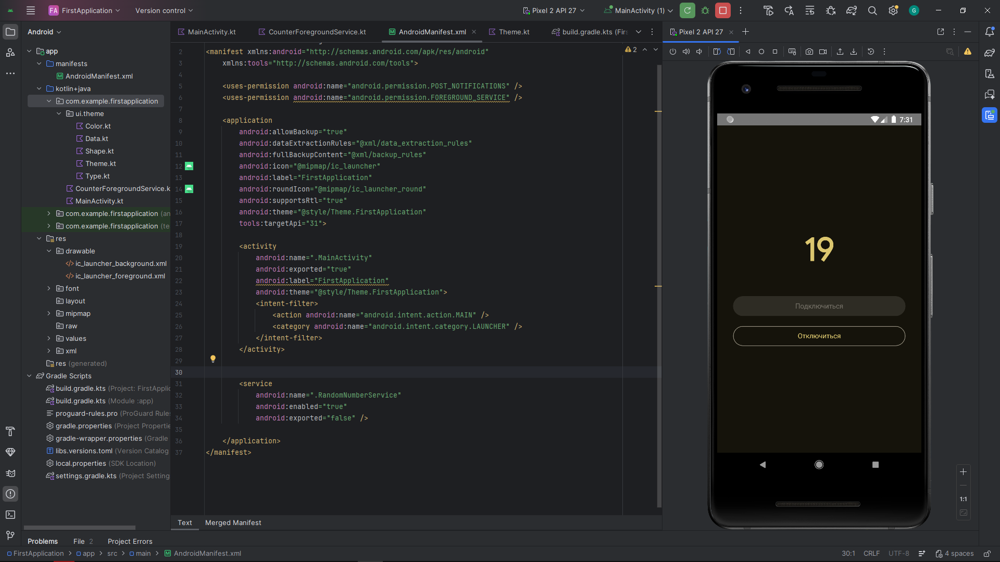 FA FirstApplication
Version control
Pixel 2 API 27
MainActivity (1)
G
Android
MainActivity.kt
CounterForegroundService.kt
AndroidManifest.xml
Theme.kt
build.gradle.kts (Firs
Pixel 2 API 27
app
manifests
AndroidManifest.xml
kotlin+java
com.example.firstapplication
ui.theme
Color.kt
Data.kt
Shape.kt
Theme.kt
Type.kt
CounterForegroundService.k
MainActivity.kt
com.example.firstapplication (an
com.example.firstapplication (te
res
drawable
ic_launcher_background.xml
ic_launcher_foreground.xml
font
layout
mipmap
raw
values
xml
res (generated)
Gradle Scripts
build.gradle.kts (Project: FirstApplic
build.gradle.kts (Module :app)
proguard-rules.pro (ProGuard Rules
gradle.properties (Project Propertie
gradle-wrapper.properties (Gradle
libs.versions.toml (Version Catalog
local.properties (SDK Location)
settings.gradle.kts (Project Setting
2
2 <manifest xmlns:android="http://schemas.android.com/apk/res/android"
3 xmlns:tools="http://schemas.android.com/tools">
4
5 <uses-permission android:name="android.permission.POST_NOTIFICATIONS" />
6 <uses-permission android:name="android.permission.FOREGROUND_SERVICE" />
7
8 <application
9 android:allowBackup="true"
10 android:dataExtractionRules="@xml/data_extraction_rules"
11 android:fullBackupContent="@xml/backup_rules"
12 android:icon="@mipmap/ic_launcher"
13 android:label="FirstApplication"
14 android:roundIcon="@mipmap/ic_launcher_round"
15 android:supportsRtl="true"
16 android:theme="@style/Theme.FirstApplication"
17 tools:targetApi="31">
18
19 <activity
20 android:name=".MainActivity"
21 android:exported="true"
22 android:label="FirstApplication"
23 android:theme="@style/Theme.FirstApplication">
24 <intent-filter>
25 <action android:name="android.intent.action.MAIN" />
26 <category android:name="android.intent.category.LAUNCHER" />
27 </intent-filter>
28 </activity>
29
30
31 <service
32 android:name=".RandomNumberService"
33 android:enabled="true"
34 android:exported="false" />
35
36 </application>
37 </manifest>
Text
Merged Manifest
7:31
19
Подключиться
Отключиться
1:1
Problems
File 2
Project Errors
FirstApplication > app > src > main > AndroidManifest.xml
30:1
CRLF
UTF-8
4 spaces